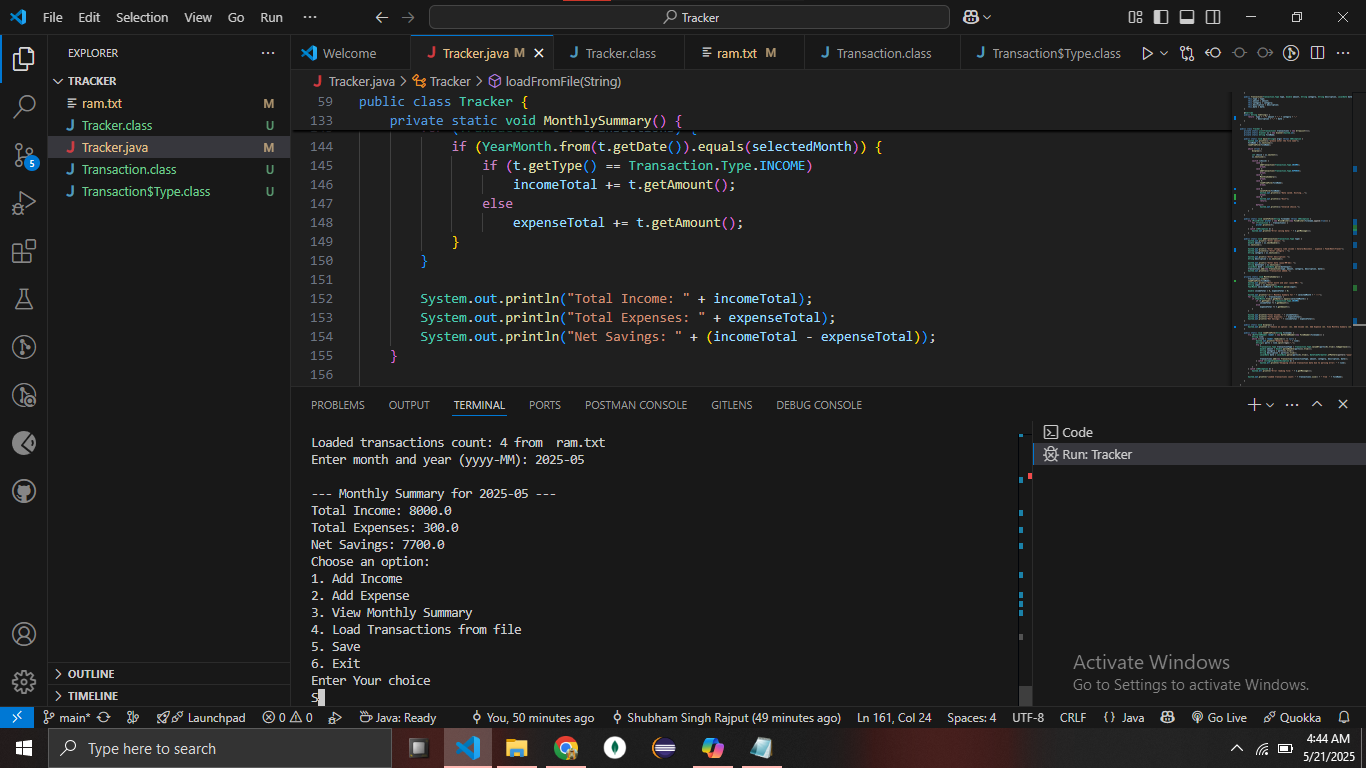 File Edit Selection View Go Run ··· Tracker
EXPLORER ···
Welcome Tracker.java M Tracker.class ram.txt M Transaction.class Transaction$Type.class
TRACKER
ram.txt M
Tracker.class U
Tracker.java M
Transaction.class U
Transaction$Type.class U
OUTLINE
TIMELINE
5
Tracker.java > Tracker > loadFromFile(String)
59 public class Tracker {
133 private static void MonthlySummary() {
144 if (YearMonth.from(t.getDate()).equals(selectedMonth)) {
145 if (t.getType() == Transaction.Type.INCOME)
146 incomeTotal += t.getAmount();
147 else
148 expenseTotal += t.getAmount();
149 }
150 }
151
152 System.out.println("Total Income: " + incomeTotal);
153 System.out.println("Total Expenses: " + expenseTotal);
154 System.out.println("Net Savings: " + (incomeTotal - expenseTotal));
155 }
156
PROBLEMS OUTPUT TERMINAL PORTS POSTMAN CONSOLE GITLENS DEBUG CONSOLE
Loaded transactions count: 4 from  ram.txt
Enter month and year (yyyy-MM): 2025-05
--- Monthly Summary for 2025-05 ---
Total Income: 8000.0
Total Expenses: 300.0
Net Savings: 7700.0
Choose an option:
1. Add Income
2. Add Expense
3. View Monthly Summary
4. Load Transactions from file
5. Save
6. Exit
Enter Your choice
Code
Run: Tracker
Activate Windows
Go to Settings to activate Windows.
main* Launchpad 0 0 Java: Ready You, 50 minutes ago Shubham Singh Rajput (49 minutes ago) Ln 161, Col 24 Spaces: 4 UTF-8 CRLF {} Java Go Live Quokka
Type here to search
4:44 AM
5/21/2025